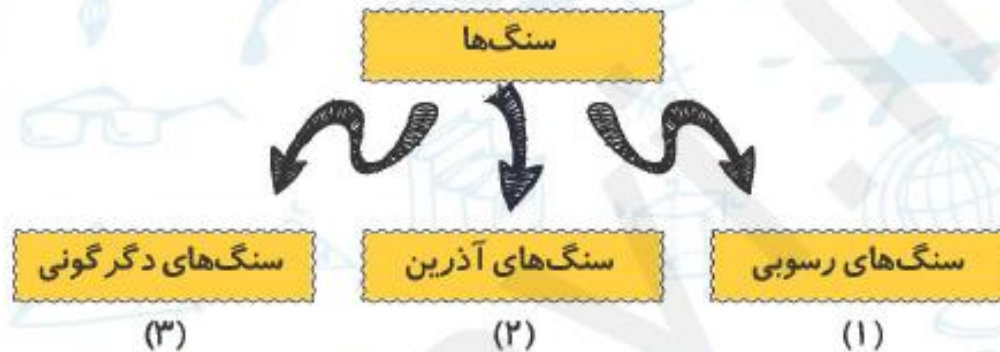 سنگ‌ها
سنگ‌های رسوبی
سنگ‌های آذرین
سنگ‌های دگرگونی
(۱)
(۲)
(۳)